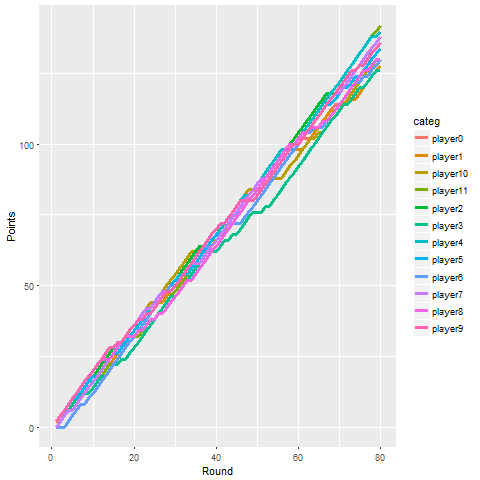 100
50
0
Points
0
20
40
60
80
Round
categ
player0
player1
player10
player11
player2
player3
player4
player5
player6
player7
player8
player9